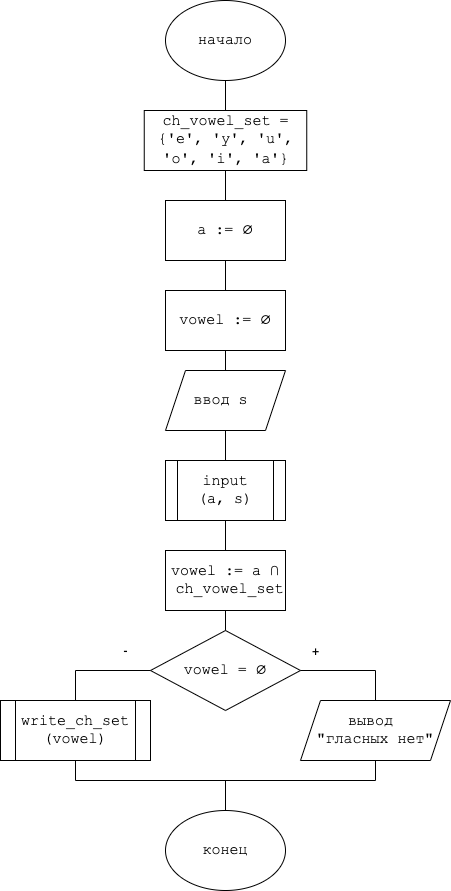 начало
ch_vowel_set =
{'e', 'y', 'u',
'o', 'i', 'a'}
a := ∅
vowel := ∅
ввод s
input
(a, s)
vowel := a ∩
ch_vowel_set
vowel = ∅
-
+
write_ch_set
(vowel)
вывод
"гласных нет"
конец